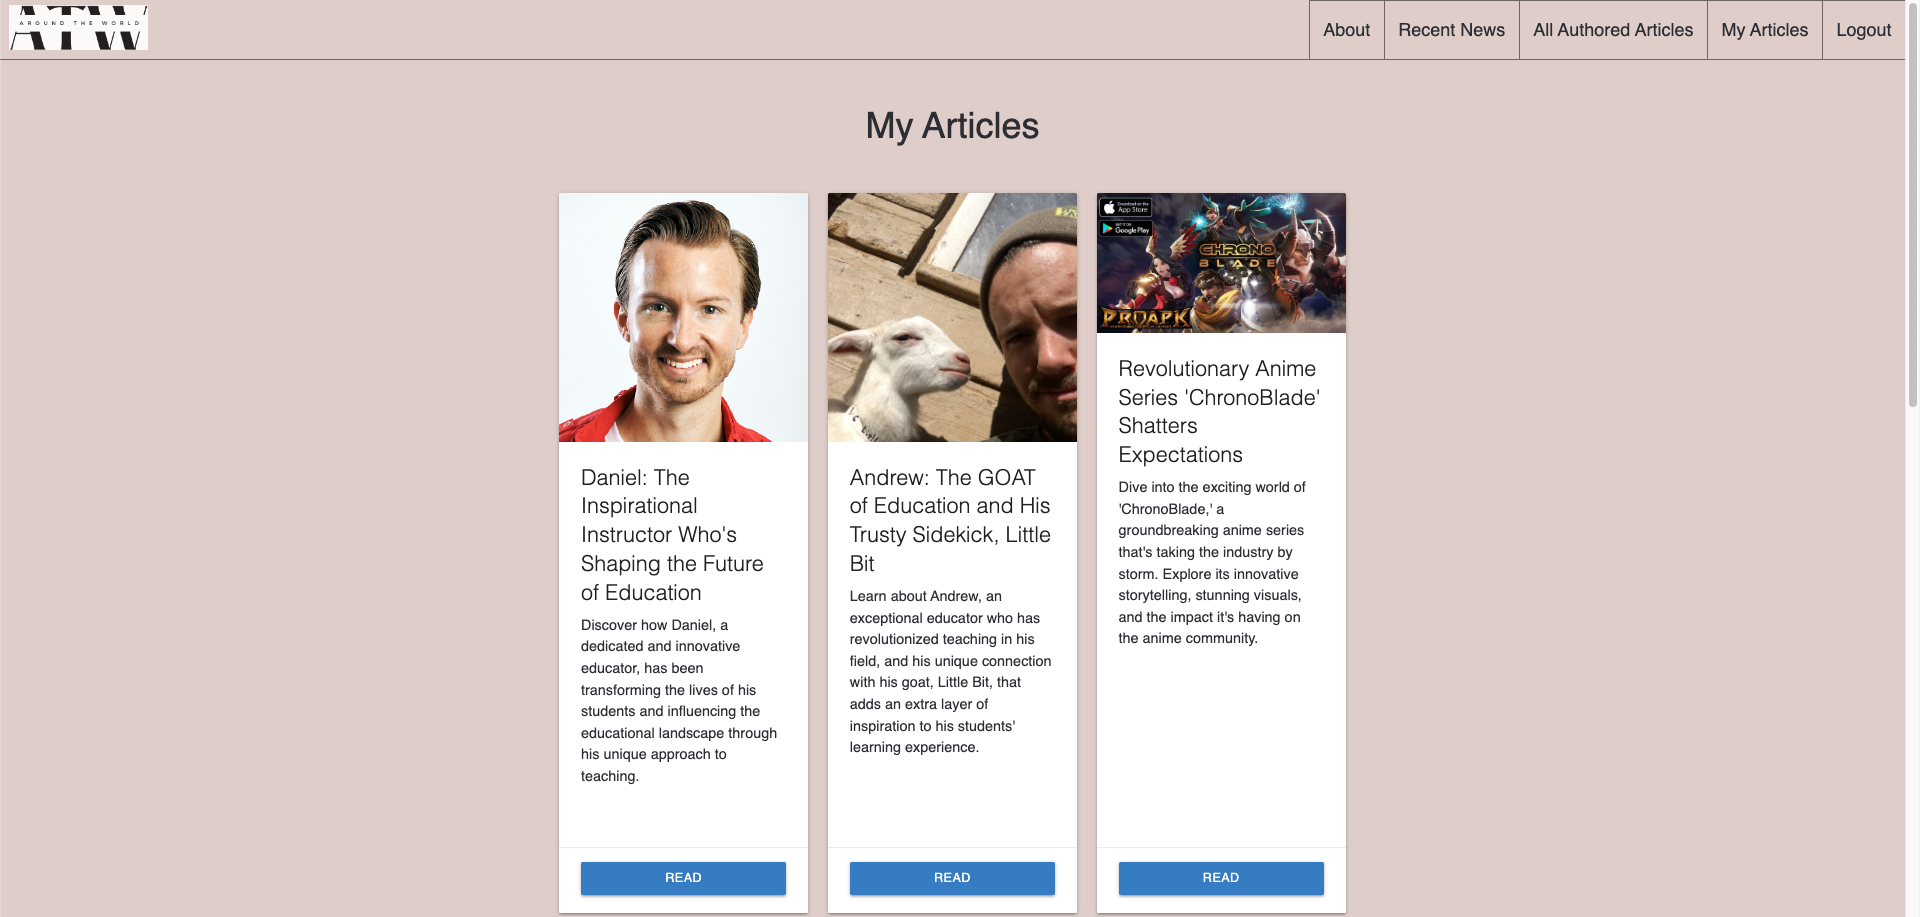 ATW
AROUND THE WORLD
About
Recent News
All Authored Articles
My Articles
Logout
My Articles
Daniel: The
Inspirational
Instructor Who's
Shaping the Future
of Education
Discover how Daniel, a
dedicated and innovative
educator, has been
transforming the lives of his
students and influencing the
educational landscape through
his unique approach to
teaching.
READ
Andrew: The GOAT
of Education and His
Trusty Sidekick, Little
Bit
Learn about Andrew, an
exceptional educator who has
revolutionized teaching in his
field, and his unique connection
with his goat, Little Bit, that
adds an extra layer of
inspiration to his students'
learning experience.
READ
Download on the
App Store
GET IT ON
Google Play
CHRONO
BLADE
PROAPK
Revolutionary Anime
Series 'ChronoBlade'
Shatters
Expectations
Dive into the exciting world of
'ChronoBlade,' a
groundbreaking anime series
that's taking the industry by
storm. Explore its innovative
storytelling, stunning visuals,
and the impact it's having on
the anime community.
READ